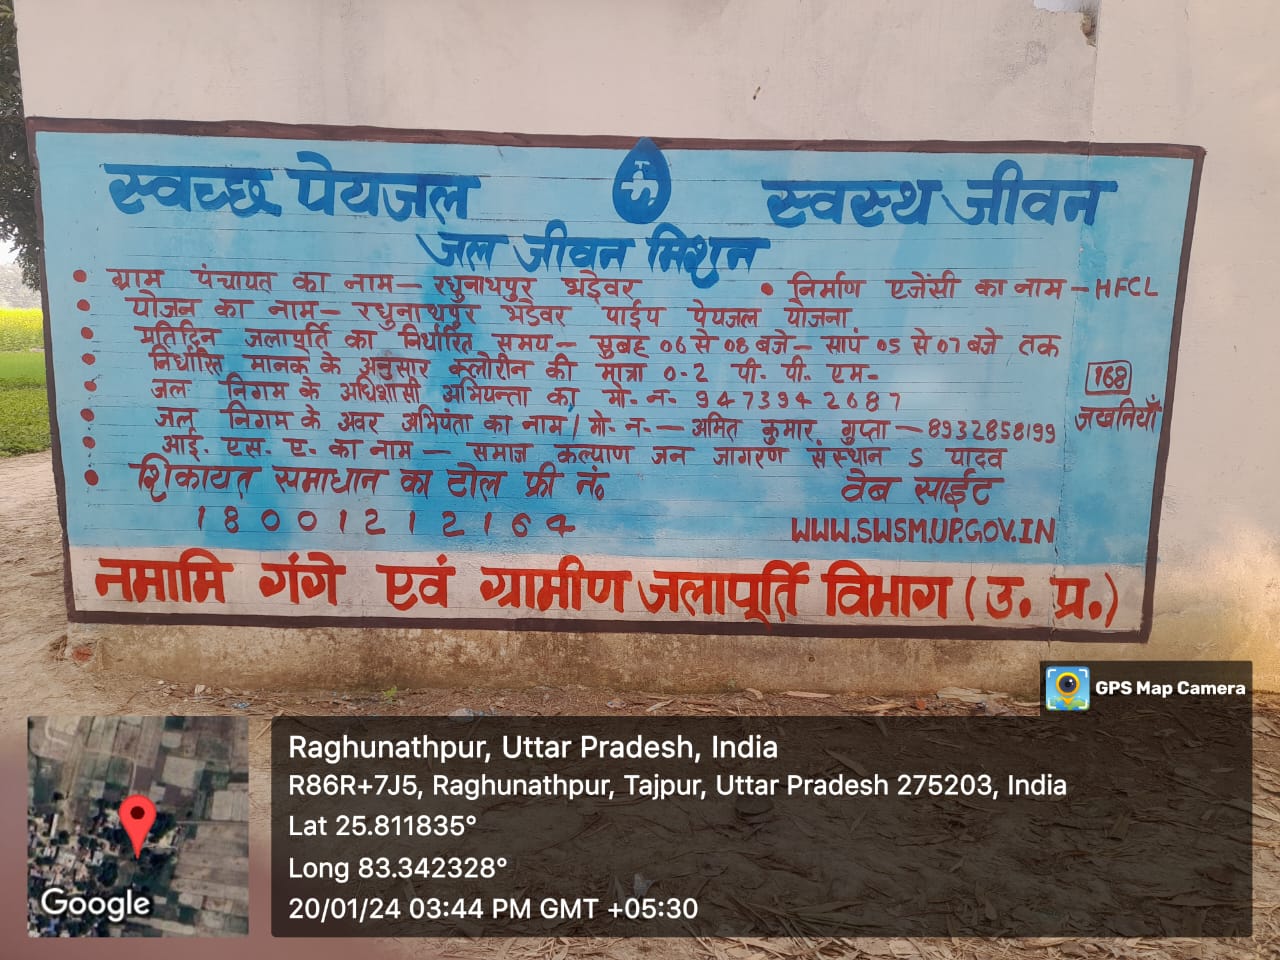 स्वच्छ पेयजल स्वस्थ जीवन
जल जीवन मिशन
• ग्राम पंचायत का नाम – रघुनाथपुर भड़ेवर • निर्माण एजेंसी का नाम – HFCL
• योजन का नाम – रघुनाथपुर भडेवर पाईप पेयजल योजना
• प्रतिदिन जलापूर्ति का निर्धारित समय – सुबह 06 से 08 बजे – सापं 05 से 07 बजे तक
• निर्धारित मानक के अनुसार क्लोरीन की मात्रा 0-2 पी. पी. एम-
• जल निगम के अधिशासी अभियन्ता का मो. न. 9473942687
• जल निगम के अवर अभियंता का नाम / मो. न. – अमित कुमार गुप्ता – 8932858199
168
जखनियाँ
• आई. एस. ए. का नाम – समाज कल्याण जन जागरण संस्थान S यादव
• शिकायत समाधान का टोल फ्री नं.
18001212164
वेब साईट
WWW.SWSM.UP.GOV.IN
नमामि गंगे एवं ग्रामीण जलापूर्ति विभाग (उ. प्र.)
GPS Map Camera
Raghunathpur, Uttar Pradesh, India
R86R+7J5, Raghunathpur, Tajpur, Uttar Pradesh 275203, India
Lat 25.811835°
Long 83.342328°
20/01/24 03:44 PM GMT +05:30
Google